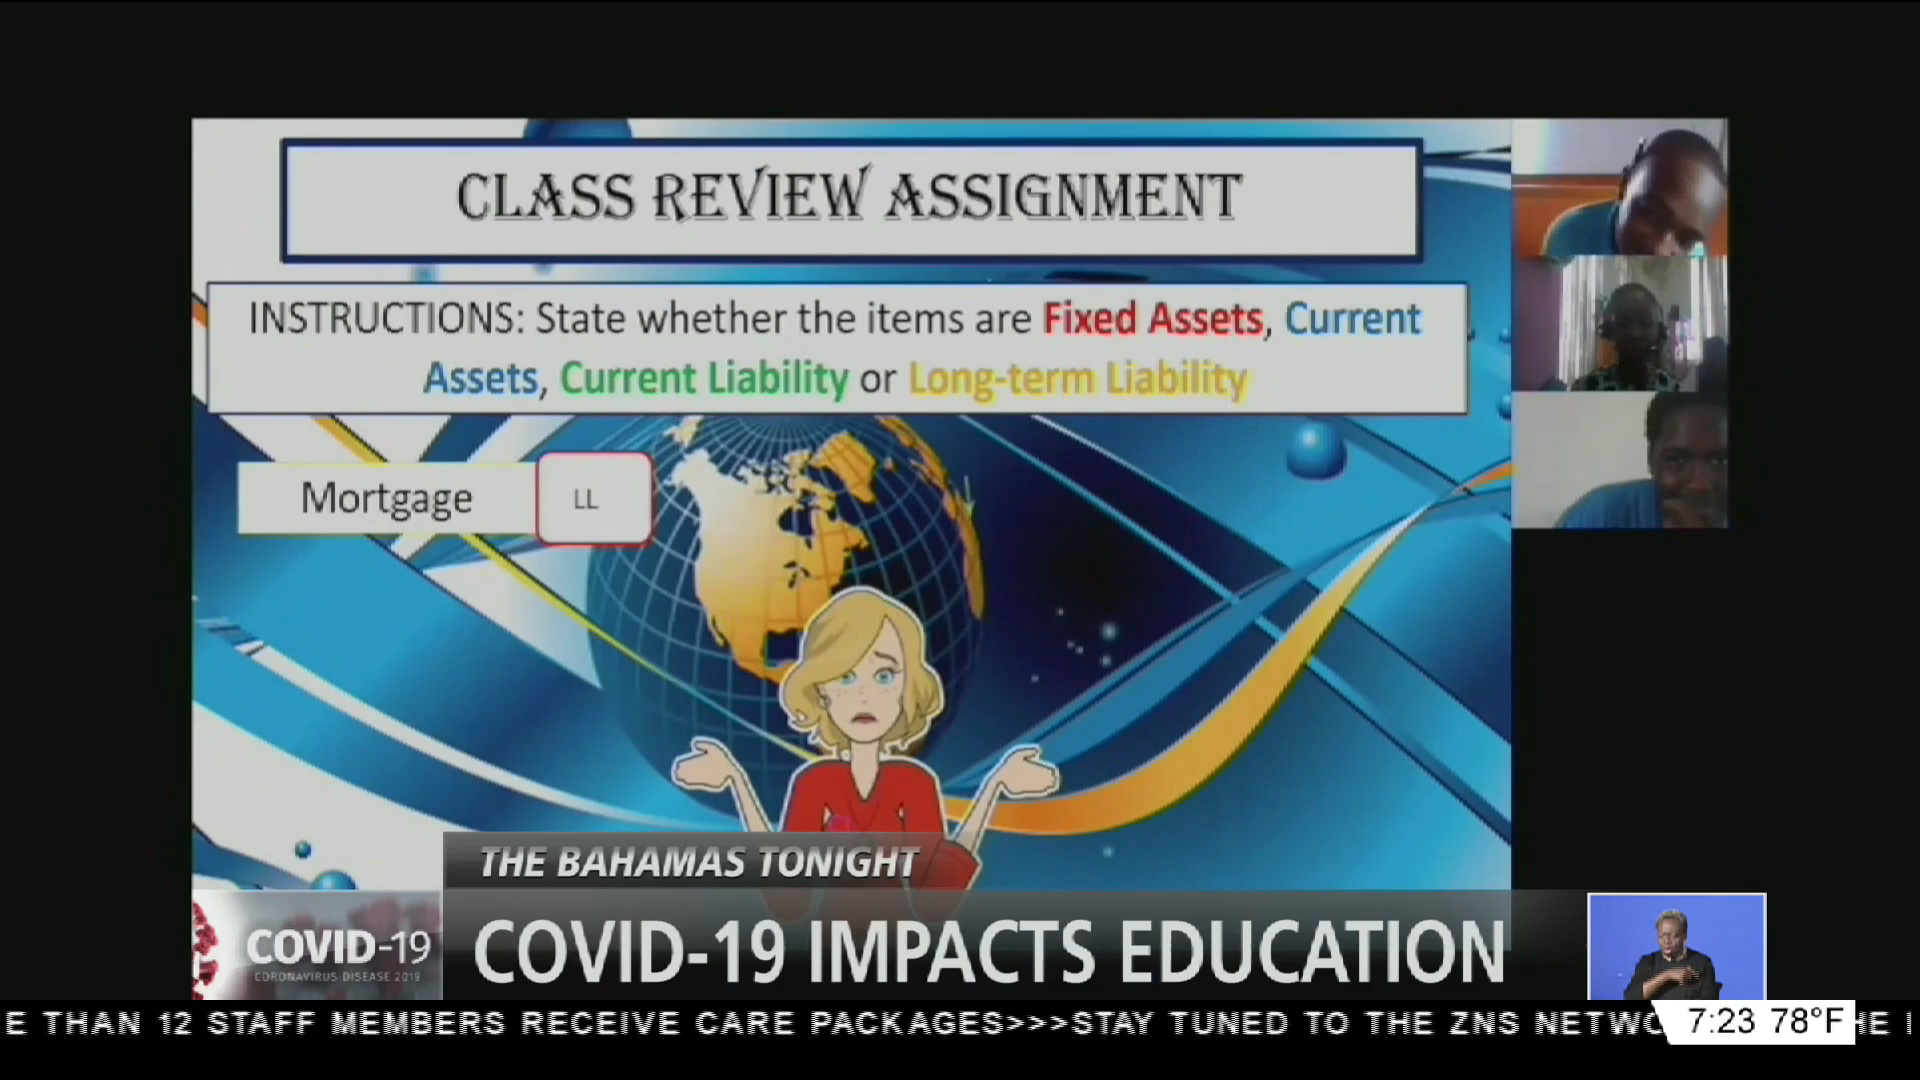 CLASS REVIEW ASSIGNMENT
INSTRUCTIONS: State whether the items are Fixed Assets, Current
Assets, Current Liability or Long-term Liability
Mortgage
LL
THE BAHAMAS TONIGHT
COVID-19
CORONAVIRUS DISEASE 2019
COVID-19 IMPACTS EDUCATION
E THAN 12 STAFF MEMBERS RECEIVE CARE PACKAGES>>>STAY TUNED TO THE ZNS NETWO
7:23 78°F
HE